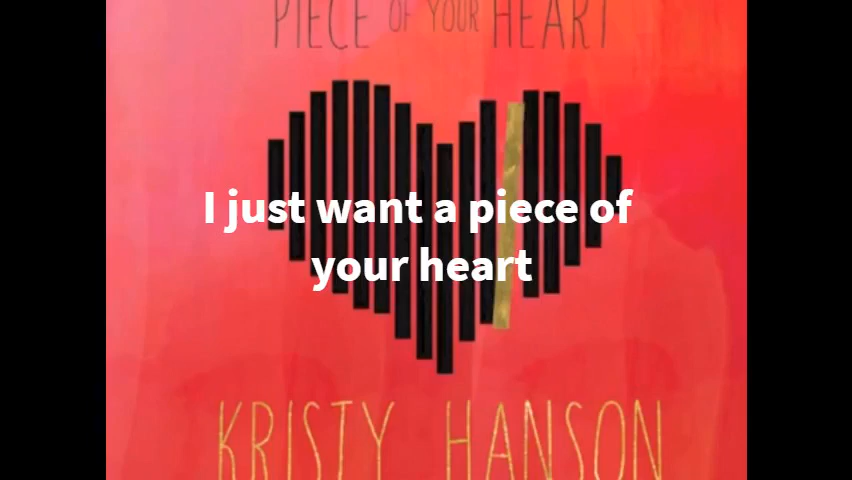 PIECE OF YOUR HEART
I just want a piece of
your heart
KRISTY HANSON